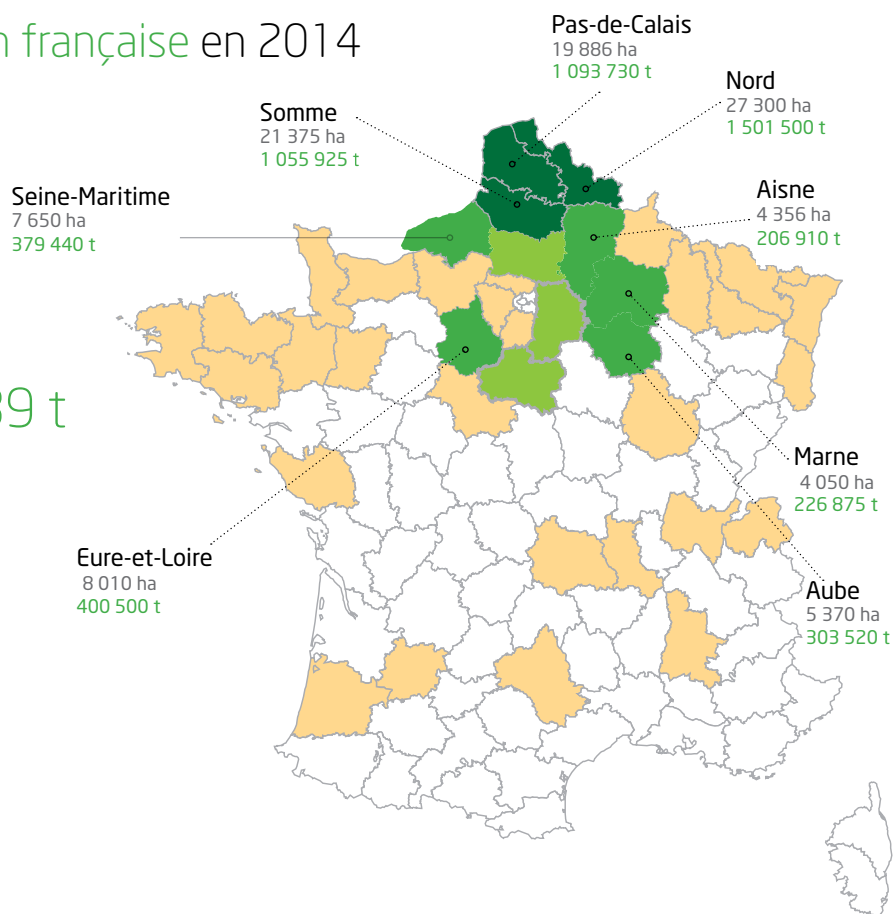 n française en 2014
Pas-de-Calais
19 886 ha
1 093 730 t
Nord
27 300 ha
1 501 500 t
Somme
21 375 ha
1 055 925 t
Aisne
4 356 ha
206 910 t
Seine-Maritime
7 650 ha
379 440 t
39 t
Marne
4 050 ha
226 875 t
Eure-et-Loire
8 010 ha
400 500 t
Aube
5 370 ha
303 520 t